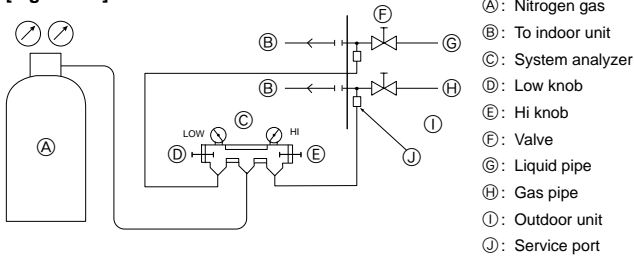 Ⓐ: Nitrogen gas
Ⓑ: To indoor unit
Ⓒ: System analyzer
Ⓓ: Low knob
Ⓔ: Hi knob
Ⓕ: Valve
Ⓖ: Liquid pipe
Ⓗ: Gas pipe
Ⓘ: Outdoor unit
Ⓙ: Service port
Ⓕ
Ⓑ Ⓖ
Ⓑ Ⓗ
Ⓒ Ⓘ
LOW HI
Ⓐ Ⓓ Ⓔ Ⓙ